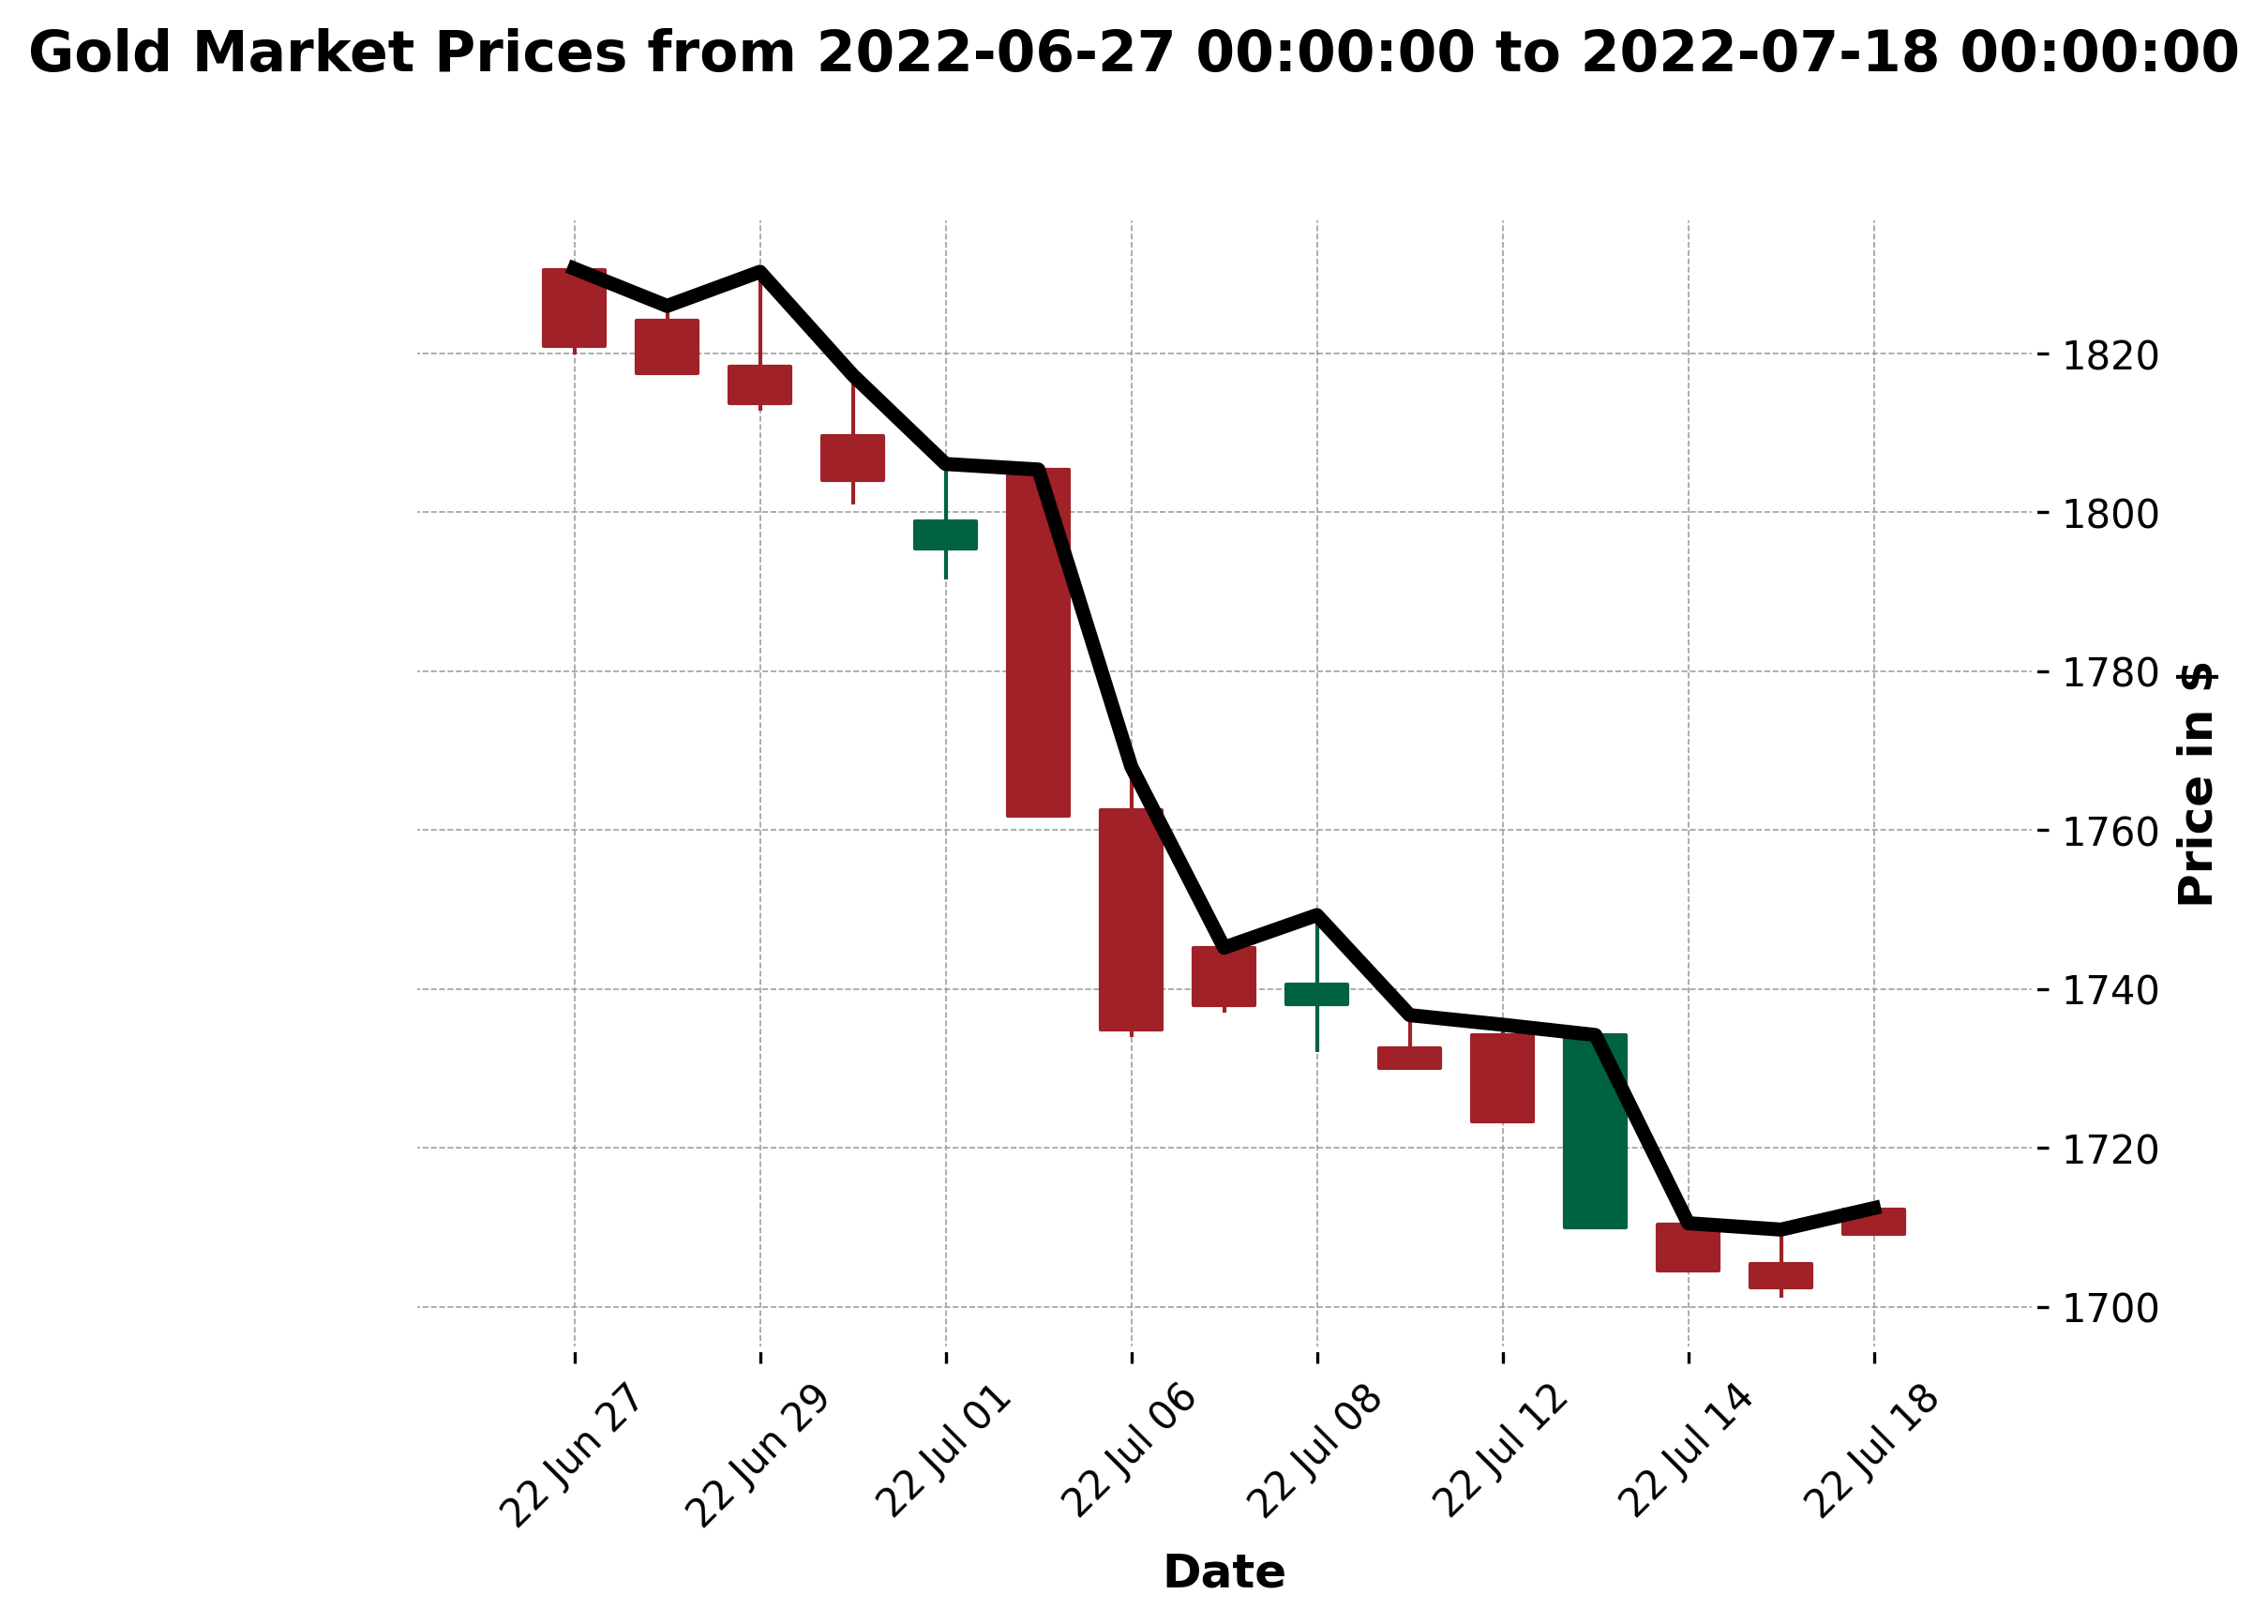 Gold Market Prices from 2022-06-27 00:00:00 to 2022-07-18 00:00:00
1820
1800
1780
1760
1740
1720
1700
Price in $
22 Jun 27
22 Jun 29
22 Jul 01
22 Jul 06
22 Jul 08
22 Jul 12
22 Jul 14
22 Jul 18
Date